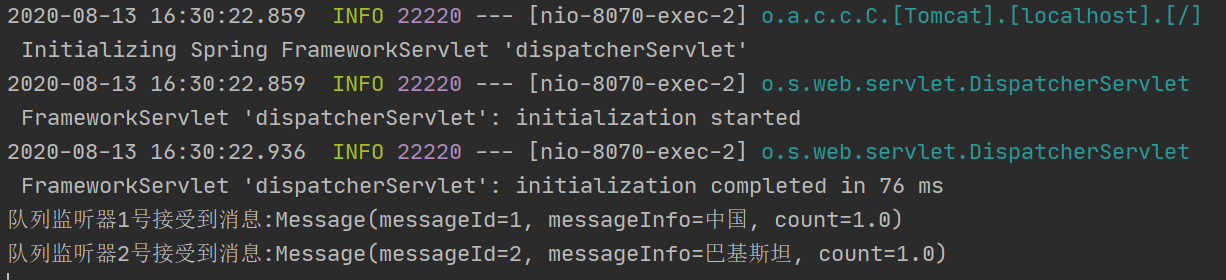 2020-08-13 16:30:22.859  INFO 22220 --- [nio-8070-exec-2] o.a.c.c.C.[Tomcat].[localhost].[/]
 Initializing Spring FrameworkServlet 'dispatcherServlet'
2020-08-13 16:30:22.859  INFO 22220 --- [nio-8070-exec-2] o.s.web.servlet.DispatcherServlet
 FrameworkServlet 'dispatcherServlet': initialization started
2020-08-13 16:30:22.936  INFO 22220 --- [nio-8070-exec-2] o.s.web.servlet.DispatcherServlet
 FrameworkServlet 'dispatcherServlet': initialization completed in 76 ms
队列监听器1号接受到消息:Message(messageId=1, messageInfo=中国, count=1.0)
队列监听器2号接受到消息:Message(messageId=2, messageInfo=巴基斯坦, count=1.0)